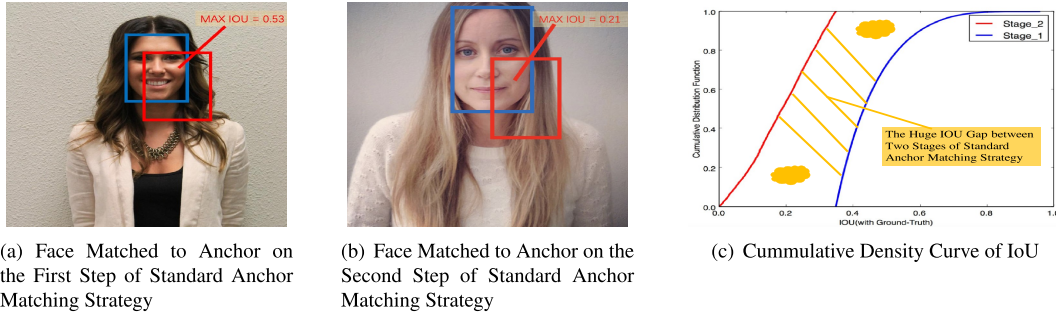 MAX IOU = 0.53
MAX IOU = 0.21
Stage_2
Stage_1
1.0
0.8
0.6
0.4
0.2
0.0
Cumulative Distribution Function
The Huge IOU Gap between
Two Stages of Standard
Anchor Matching Strategy
0.0 0.2 0.4 0.6 0.8 1.0
IOU(with Ground-Truth)
(a) Face Matched to Anchor on
the First Step of Standard Anchor
Matching Strategy
(b) Face Matched to Anchor on the
Second Step of Standard Anchor
Matching Strategy
(c) Cummulative Density Curve of IoU